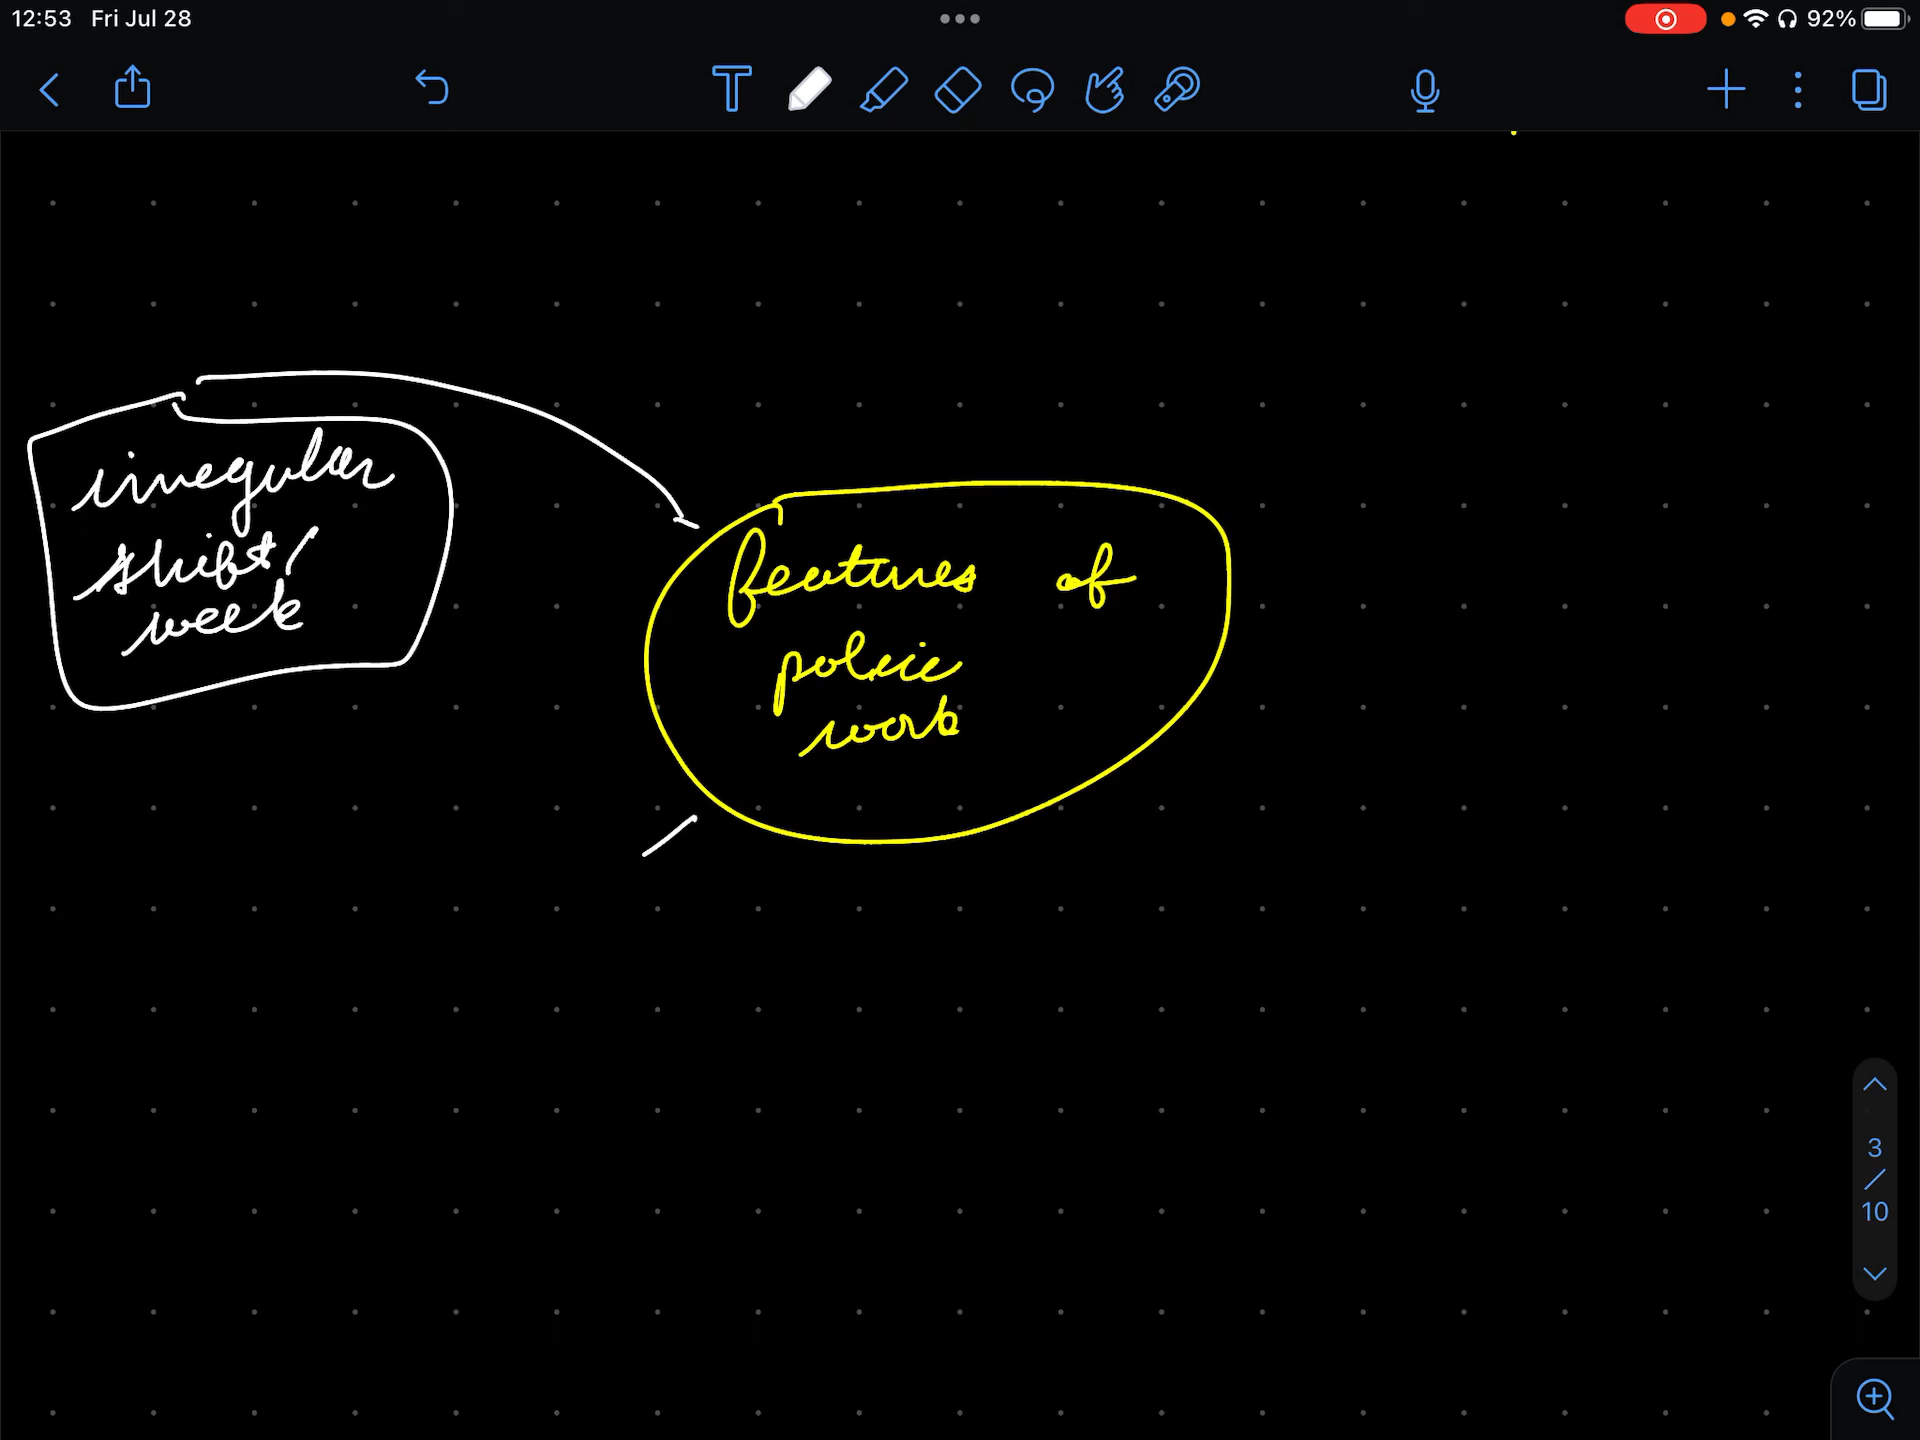 12:53 Fri Jul 28
92%
T
irregular
shift/
week
features of
police
work
3
/
10